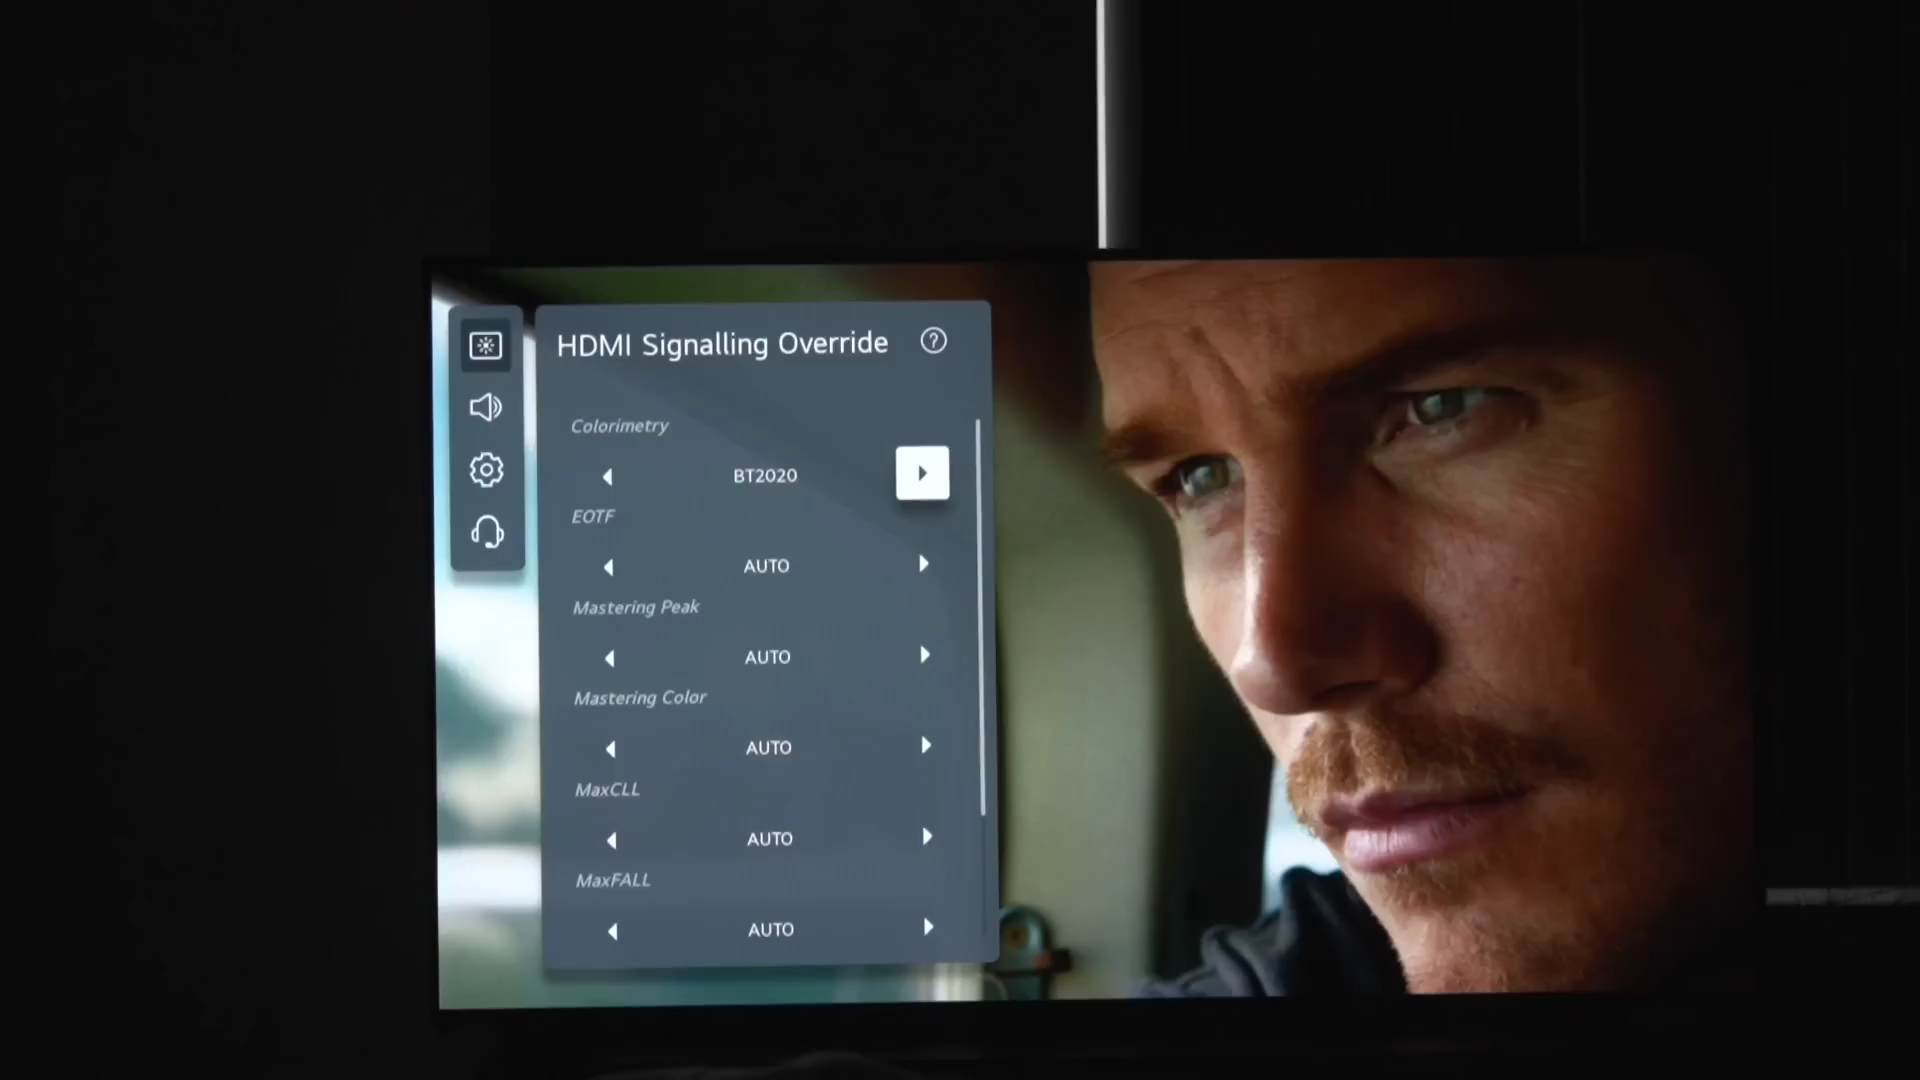 HDMI Signalling Override
?
Colorimetry
BT2020
EOTF
AUTO
Mastering Peak
AUTO
Mastering Color
AUTO
MaxCLL
AUTO
MaxFALL
AUTO